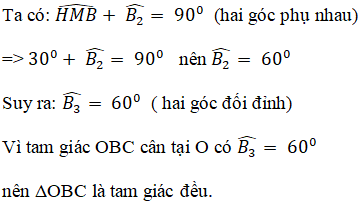 Ta có: $\widehat{HMB} + \widehat{B_2} = 90^0$ (hai góc phụ nhau)
=> $30^0 + \widehat{B_2} = 90^0$ nên $\widehat{B_2} = 60^0$
Suy ra: $\widehat{B_3} = 60^0$ ( hai góc đối đỉnh)
Vì tam giác OBC cân tại O có $\widehat{B_3} = 60^0$
nên ΔOBC là tam giác đều.